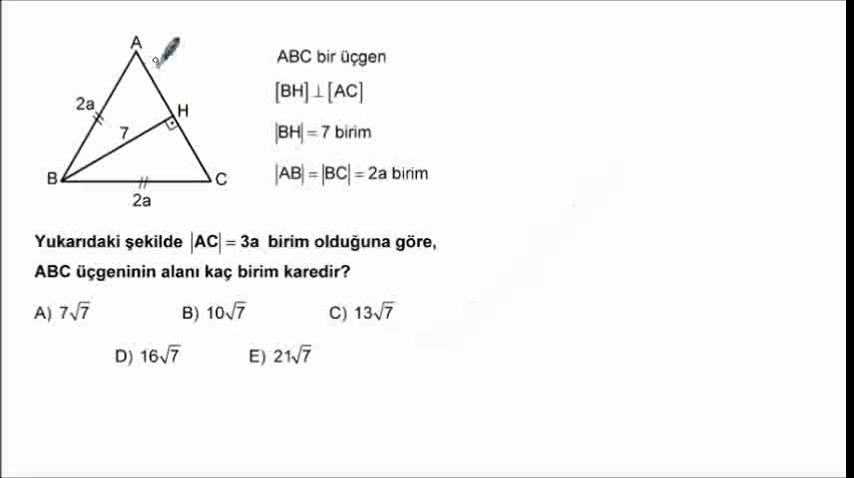 A
2a
H
7
B
C
2a
ABC bir üçgen
[BH]⊥[AC]
|BH| = 7 birim
|AB| = |BC| = 2a birim
Yukarıdaki şekilde |AC| = 3a birim olduğuna göre,
ABC üçgeninin alanı kaç birim karedir?
A) 7√7 B) 10√7 C) 13√7
D) 16√7 E) 21√7